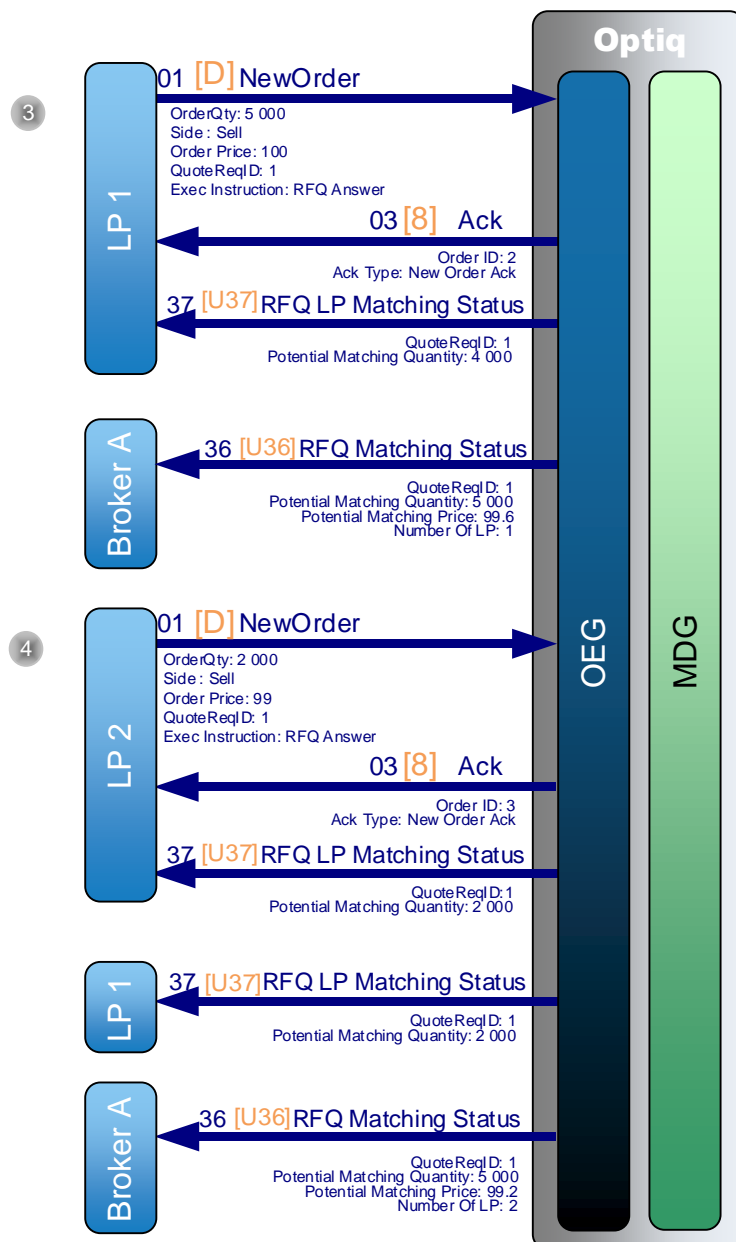 Optiq
3
LP 1
01 [D] NewOrder
OrderQty: 5 000
Side : Sell
Order Price: 100
QuoteReqID: 1
Exec Instruction: RFQ Answer
03 [8] Ack
Order ID: 2
Ack Type: New Order Ack
37 [U37] RFQ LP Matching Status
QuoteReqID: 1
Potential Matching Quantity: 4 000
Broker A
36 [U36] RFQ Matching Status
QuoteReqID: 1
Potential Matching Quantity: 5 000
Potential Matching Price: 99.6
Number Of LP: 1
4
LP 2
01 [D] NewOrder
OrderQty: 2 000
Side : Sell
Order Price: 99
QuoteReqID: 1
Exec Instruction: RFQ Answer
03 [8] Ack
Order ID: 3
Ack Type: New Order Ack
37 [U37] RFQ LP Matching Status
QuoteReqID:1
Potential Matching Quantity: 2 000
LP 1
37 [U37] RFQ LP Matching Status
QuoteReqID: 1
Potential Matching Quantity: 2 000
Broker A
36 [U36] RFQ Matching Status
QuoteReqID: 1
Potential Matching Quantity: 5 000
Potential Matching Price: 99.2
Number Of LP: 2
OEG
MDG